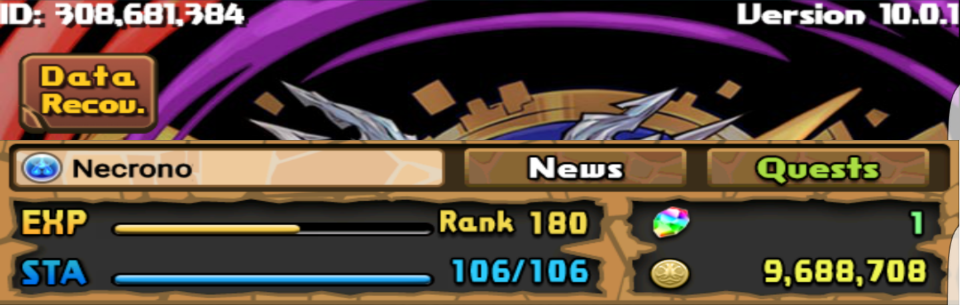 ID: 308,681,384 Version 10.0.1
Data
Recov.
Necrono News Quests
EXP Rank 180 1
STA 106/106 9,688,708